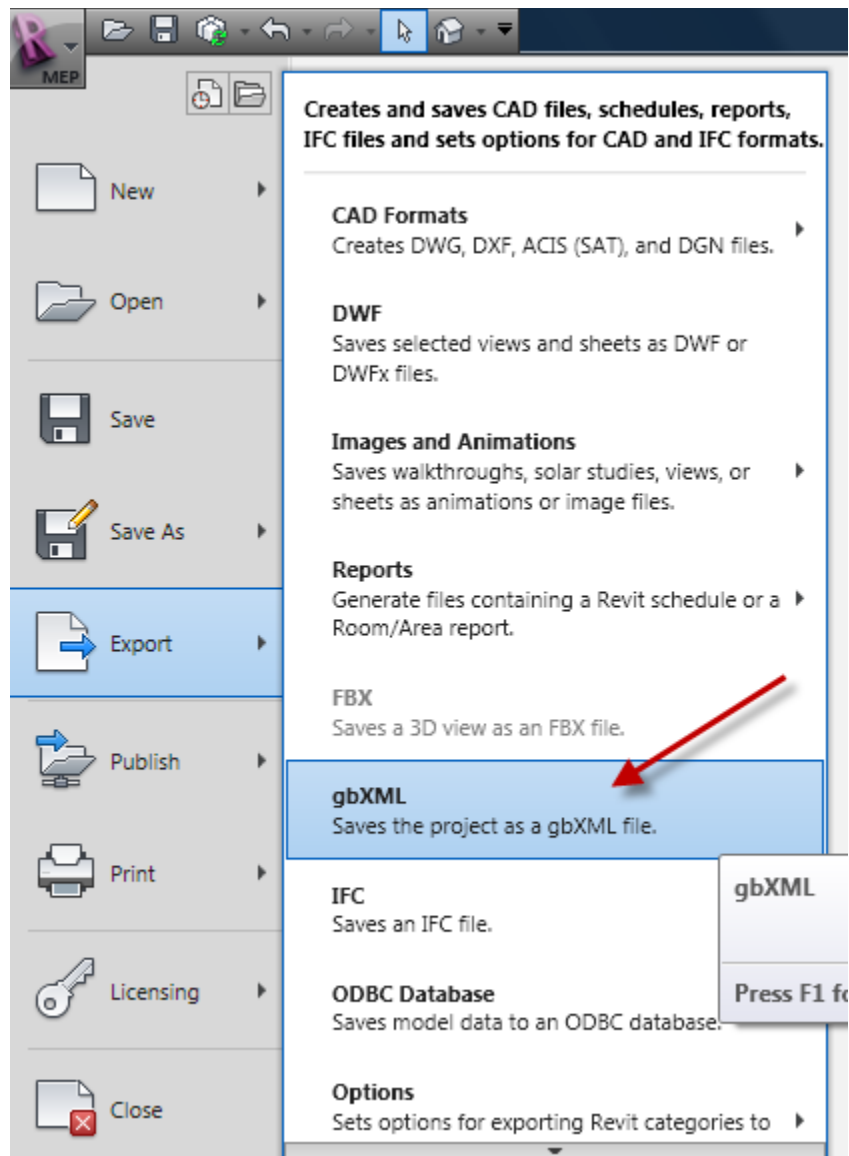 MEP
Creates and saves CAD files, schedules, reports,
IFC files and sets options for CAD and IFC formats.
New
CAD Formats
Creates DWG, DXF, ACIS (SAT), and DGN files.
Open
DWF
Saves selected views and sheets as DWF or
DWFx files.
Save
Images and Animations
Saves walkthroughs, solar studies, views, or
sheets as animations or image files.
Save As
Reports
Generate files containing a Revit schedule or a
Room/Area report.
Export
FBX
Saves a 3D view as an FBX file.
Publish
gbXML
Saves the project as a gbXML file.
Print
IFC
Saves an IFC file.
gbXML
Licensing
ODBC Database
Saves model data to an ODBC database.
Press F1 fo
Close
Options
Sets options for exporting Revit categories to